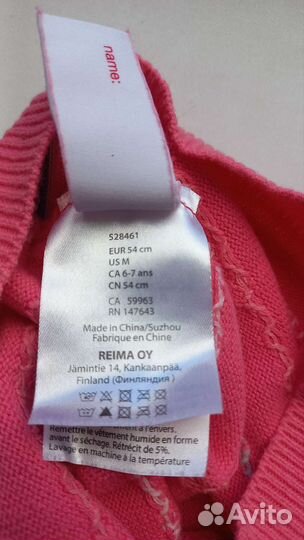 name:
528461
EUR 54 cm
US M
CA 6-7 ans
CN 54 cm
CA 59963
RN 147643
Made in China/Suzhou
Fabrique en Chine
REIMA OY
Jämintie 14, Kankaanpää,
Finland (Финляндия)
Remettre le vêtement humide en forme
avant le séchage. Rétrécit de 5%.
Lavage en machine à la température
Avito